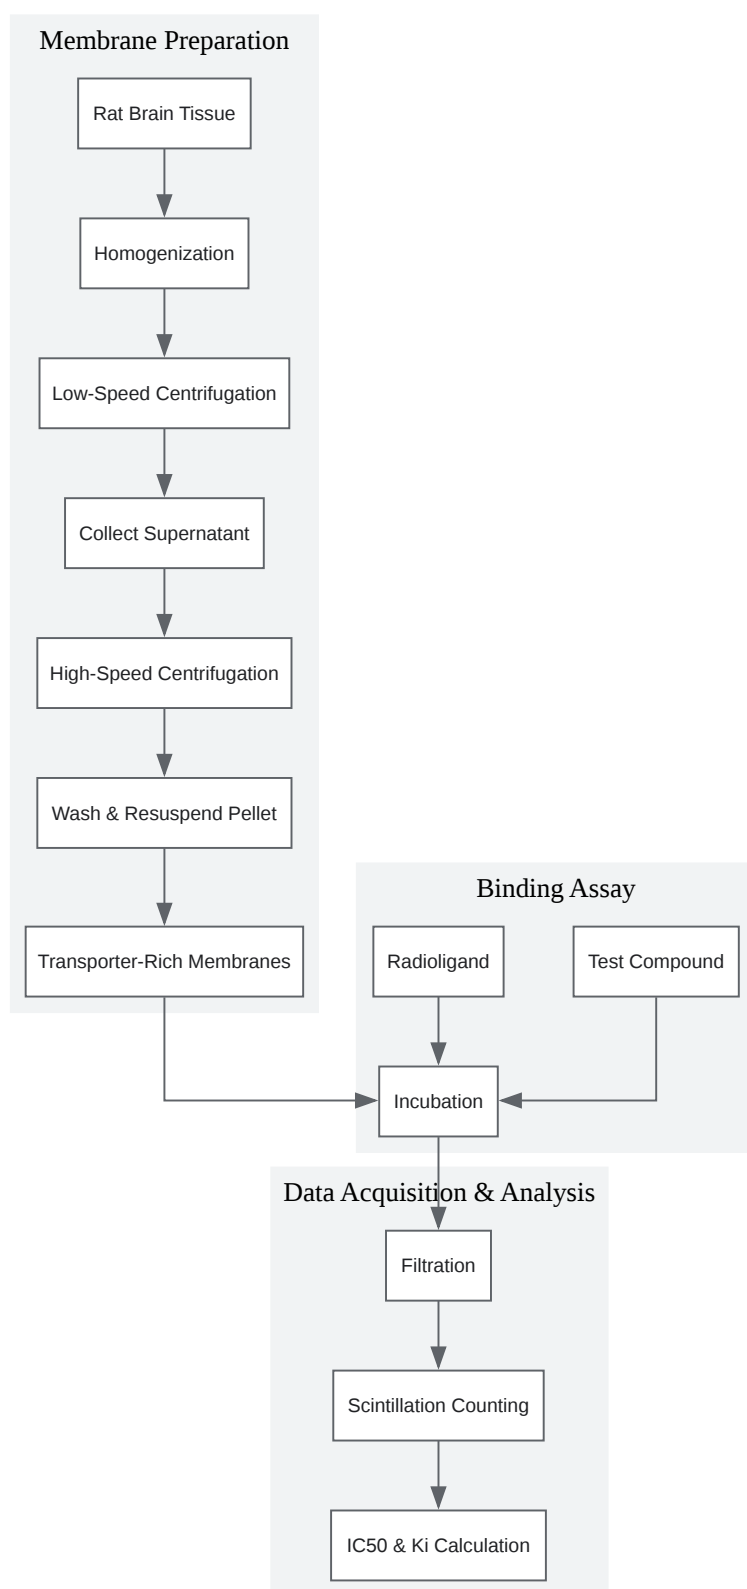 Membrane Preparation
Rat Brain Tissue
Homogenization
Low-Speed Centrifugation
Collect Supernatant
High-Speed Centrifugation
Wash & Resuspend Pellet
Transporter-Rich Membranes
Binding Assay
Radioligand
Test Compound
Incubation
Data Acquisition & Analysis
Filtration
Scintillation Counting
IC50 & Ki Calculation